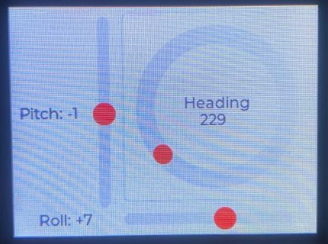 Heading
229
Pitch: -1
Roll: +7